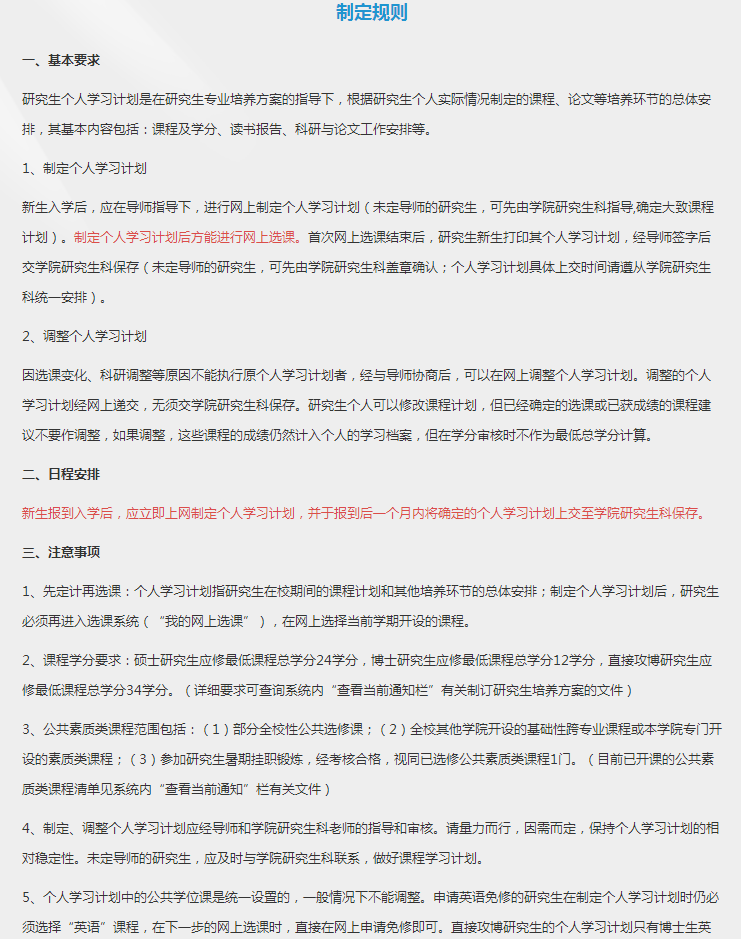 制定规则
一、基本要求
研究生个人学习计划是在研究生专业培养方案的指导下，根据研究生个人实际情况制定的课程、论文等培养环节的总体安
排，其基本内容包括：课程及学分、读书报告、科研与论文工作安排等。
1、制定个人学习计划
新生入学后，应在导师指导下，进行网上制定个人学习计划（未定导师的研究生，可先由学院研究生科指导,确定大致课程
计划）。制定个人学习计划后方能进行网上选课。首次网上选课结束后，研究生新生打印其个人学习计划，经导师签字后
交学院研究生科保存（未定导师的研究生，可先由学院研究生科盖章确认；个人学习计划具体上交时间请遵从学院研究生
科统一安排）。
2、调整个人学习计划
因选课变化、科研调整等原因不能执行原个人学习计划者，经与导师协商后，可以在网上调整个人学习计划。调整的个人
学习计划经网上递交，无须交学院研究生科保存。研究生个人可以修改课程计划，但已经确定的选课或已获成绩的课程建
议不要作调整，如果调整，这些课程的成绩仍然计入个人的学习档案，但在学分审核时不作为最低总学分计算。
二、日程安排
新生报到入学后，应立即上网制定个人学习计划，并于报到后一个月内将确定的个人学习计划上交至学院研究生科保存。
三、注意事项
1、先定计再选课：个人学习计划指研究生在校期间的课程计划和其他培养环节的总体安排；制定个人学习计划后，研究生
必须再进入选课系统（“我的网上选课”），在网上选择当前学期开设的课程。
2、课程学分要求：硕士研究生应修最低课程总学分24学分，博士研究生应修最低课程总学分12学分，直接攻博研究生应
修最低课程总学分34学分。（详细要求可查询系统内“查看当前通知栏”有关制订研究生培养方案的文件）
3、公共素质类课程范围包括：（1）部分全校性公共选修课；（2）全校其他学院开设的基础性跨专业课程或本学院专门开
设的素质类课程；（3）参加研究生暑期挂职锻炼，经考核合格，视同已选修公共素质类课程1门。（目前已开课的公共素
质类课程清单见系统内“查看当前通知”栏有关文件）
4、制定、调整个人学习计划应经导师和学院研究生科老师的指导和审核。请量力而行，因需而定，保持个人学习计划的相
对稳定性。未定导师的研究生，应及时与学院研究生科联系，做好课程学习计划。
5、个人学习计划中的公共学位课是统一设置的，一般情况下不能调整。申请英语免修的研究生在制定个人学习计划时仍必
须选择“英语”课程，在下一步的网上选课时，直接在网上申请免修即可。直接攻博研究生的个人学习计划只有博士生英